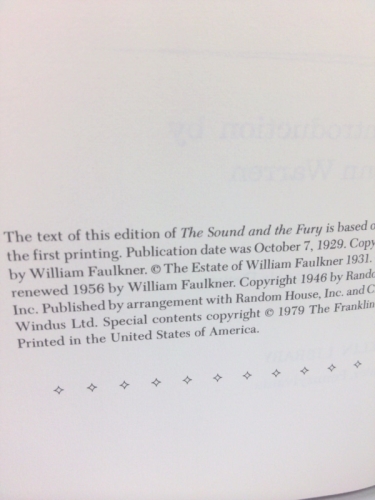 The text of this edition of The Sound and the Fury is based
the first printing. Publication date was October 7, 1929.
by William Faulkner. © The Estate of William Faulkner 1931.
renewed 1956 by William Faulkner. Copyright 1946 by
Inc. Published by arrangement with Random House, Inc. and
Windus Ltd. Special contents copyright © 1979 The Franklin
Printed in the United States of America.